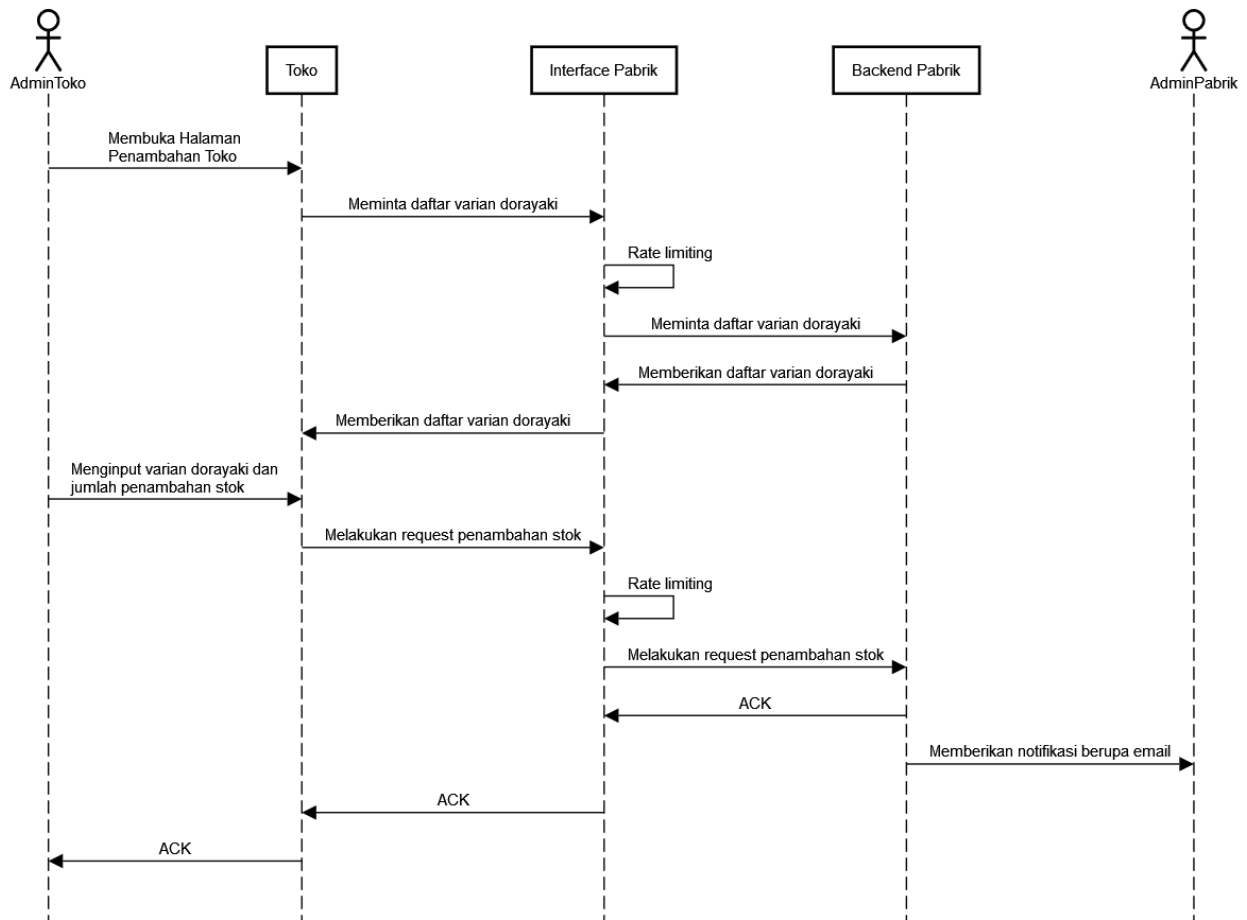 AdminToko
Toko
Interface Pabrik
Backend Pabrik
AdminPabrik
Membuka Halaman
Penambahan Toko
Meminta daftar varian dorayaki
Rate limiting
Meminta daftar varian dorayaki
Memberikan daftar varian dorayaki
Memberikan daftar varian dorayaki
Menginput varian dorayaki dan
jumlah penambahan stok
Melakukan request penambahan stok
Rate limiting
Melakukan request penambahan stok
ACK
Memberikan notifikasi berupa email
ACK
ACK